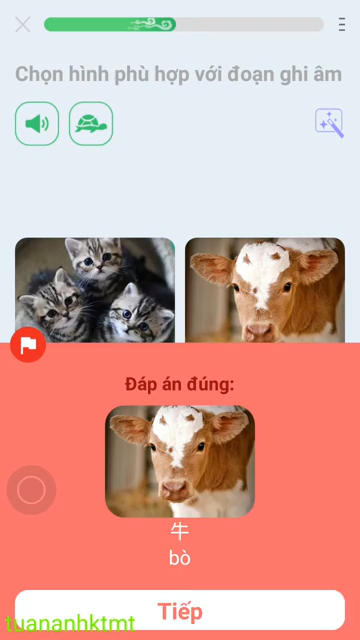 Chọn hình phù hợp với đoạn ghi âm
Đáp án đúng:
牛
bò
Tiếp
tuananhktmt